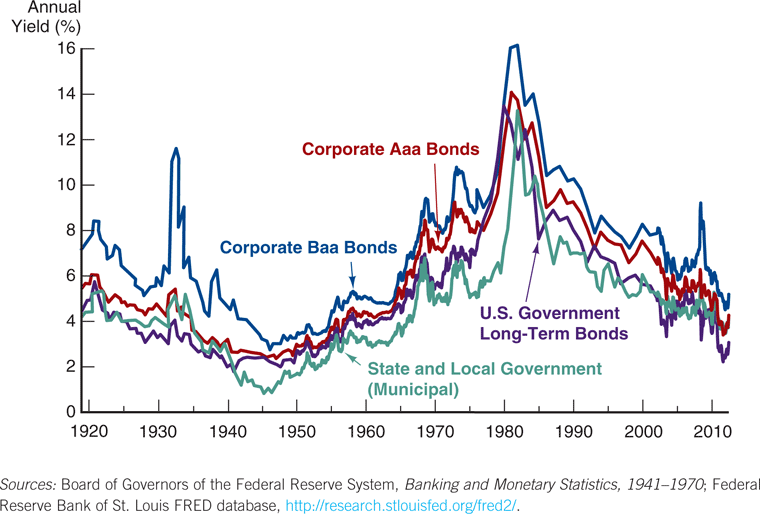 Annual
Yield (%)
16
14
12
10
8
6
4
2
0
Corporate Aaa Bonds
Corporate Baa Bonds
U.S. Government
Long-Term Bonds
State and Local Government
(Municipal)
1920 1930 1940 1950 1960 1970 1980 1990 2000 2010
Sources: Board of Governors of the Federal Reserve System, Banking and Monetary Statistics, 1941–1970; Federal
Reserve Bank of St. Louis FRED database, http://research.stlouisfed.org/fred2/.